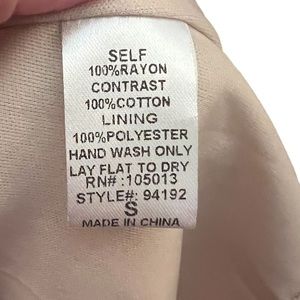 SELF
100%RAYON
CONTRAST
100%COTTON
LINING
100%POLYESTER
HAND WASH ONLY
LAY FLAT TO DRY
RN#:105013
STYLE#: 94192
S
MADE IN CHINA